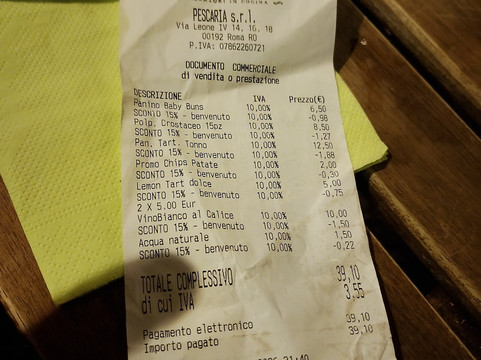 PESCARIA s.r.l.
Via Leone IV 14, 16, 18
00192 Roma RO
P.IVA: 07862260721
DOCUMENTO COMMERCIALE
di vendita o prestazione
DESCRIZIONE IVA Prezzo(€)
Panino Baby Buns 10,00% 6,50
SCONTO 15% - benvenuto 10,00% -0,98
Polp. Crostaceo 15pz 10,00% 8,50
SCONTO 15% - benvenuto 10,00% -1,27
Pan. Tart. Tonno 10,00% 12,50
SCONTO 15% - benvenuto 10,00% -1,88
Promo Chips Patate 10,00% 2,00
SCONTO 15% - benvenuto 10,00% -0,30
Lemon Tart dolce 10,00% 5,00
SCONTO 15% - benvenuto 10,00% -0,75
2 X 5.00 Eur
VinoBianco al Calice 10,00% 10,00
SCONTO 15% - benvenuto 10,00% -1,50
Acqua naturale 10,00% 1,50
SCONTO 15% - benvenuto 10,00% -0,22
TOTALE COMPLESSIVO 39,10
di cui IVA 3,55
Pagamento elettronico 39,10
Importo pagato 39,10
21:40